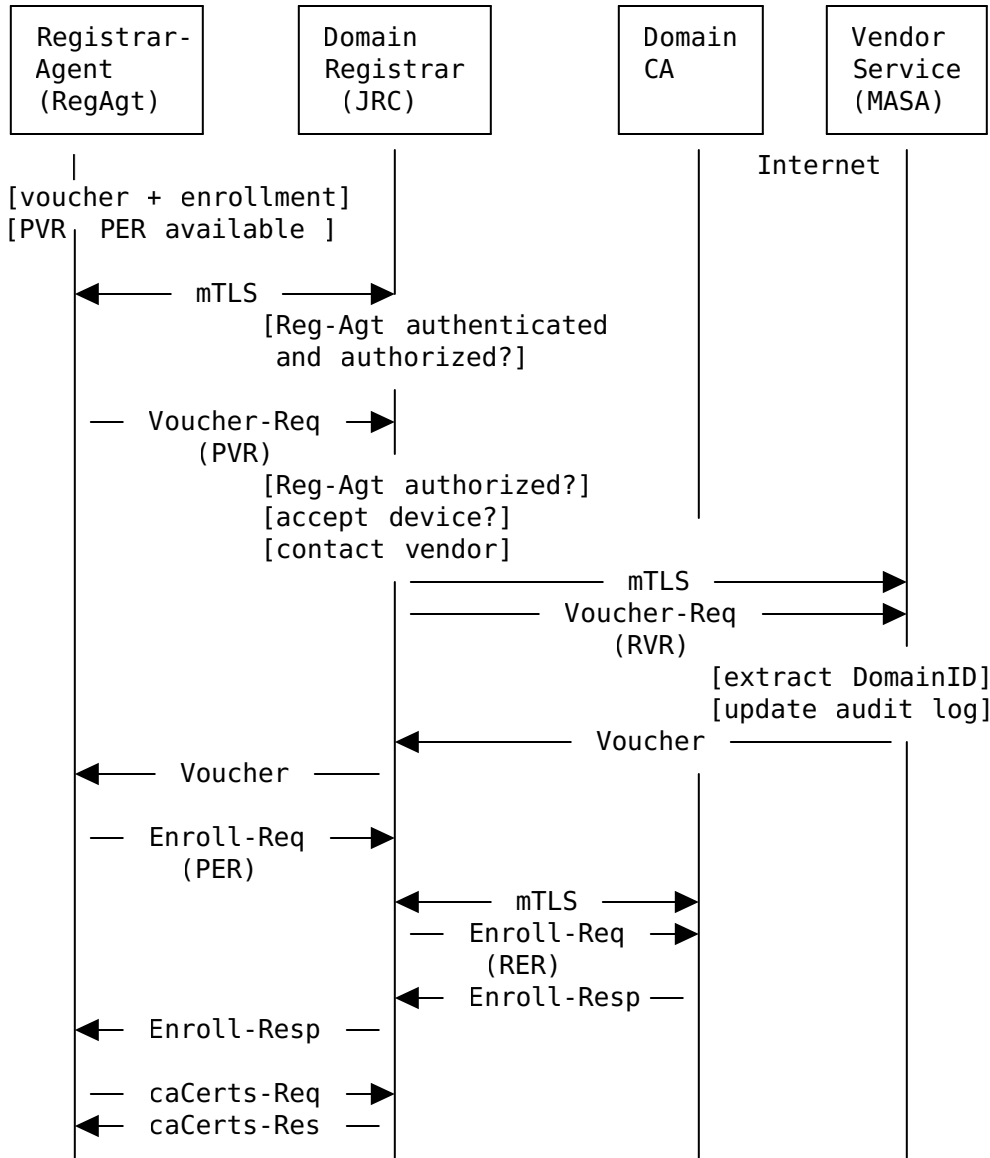 Registrar-
Agent
(RegAgt)
Domain
Registrar
(JRC)
Domain
CA
Vendor
Service
(MASA)
Internet
[voucher + enrollment]
[PVR  PER available ]
mTLS
[Reg-Agt authenticated
and authorized?]
Voucher-Req
(PVR)
[Reg-Agt authorized?]
[accept device?]
[contact vendor]
mTLS
Voucher-Req
(RVR)
[extract DomainID]
[update audit log]
Voucher
Voucher
Enroll-Req
(PER)
mTLS
Enroll-Req
(RER)
Enroll-Resp
Enroll-Resp
caCerts-Req
caCerts-Res